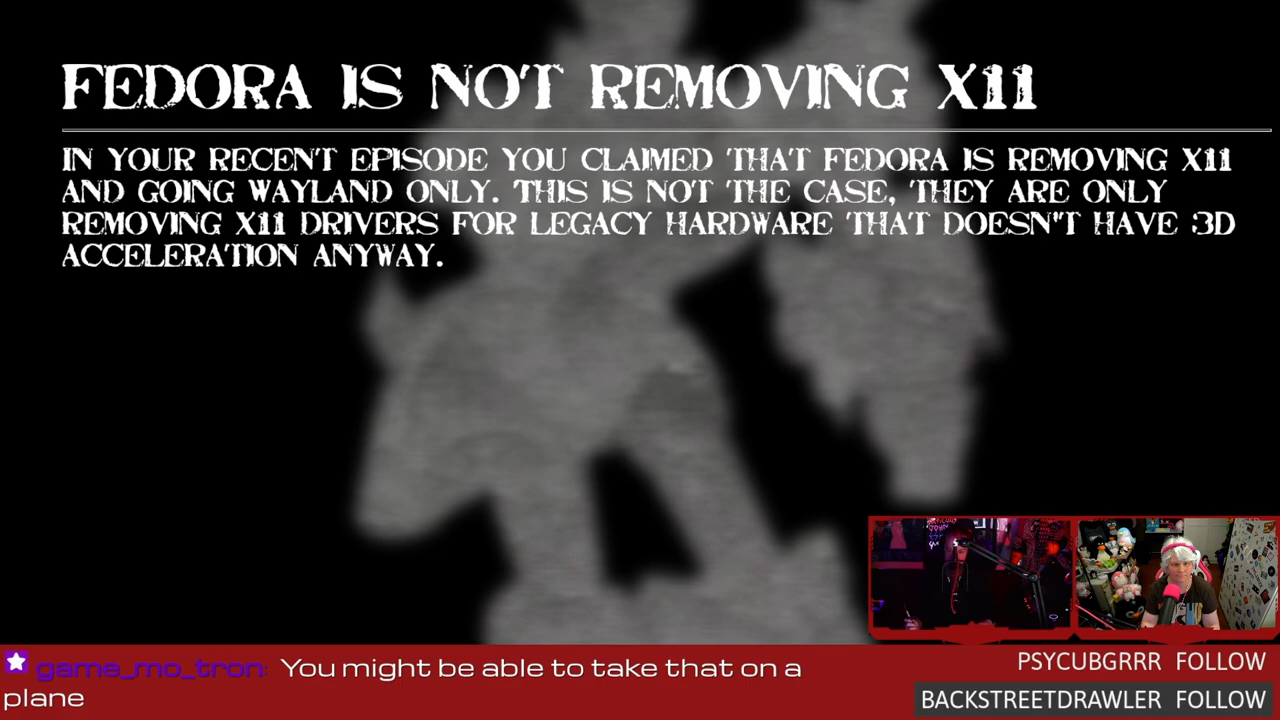 FEDORA IS NOT REMOVING X11
IN YOUR RECENT EPISODE YOU CLAIMED THAT FEDORA IS REMOVING X11
AND GOING WAYLAND ONLY. THIS IS NOT THE CASE, THEY ARE ONLY
REMOVING X11 DRIVERS FOR LEGACY HARDWARE THAT DOESN"T HAVE 3D
ACCELERATION ANYWAY.
game_mo_tron: You might be able to take that on a
plane
PSYCUBGRRR FOLLOW
BACKSTREETDRAWLER FOLLOW